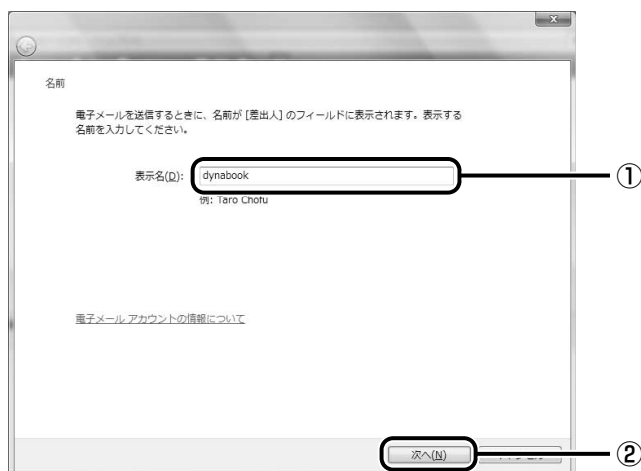 名前
電子メールを送信するときに、名前が [差出人] のフィールドに表示されます。表示する
名前を入力してください。
表示名(D): dynabook ①
例: Taro Chofu
電子メール アカウントの情報について
次へ(N) ②